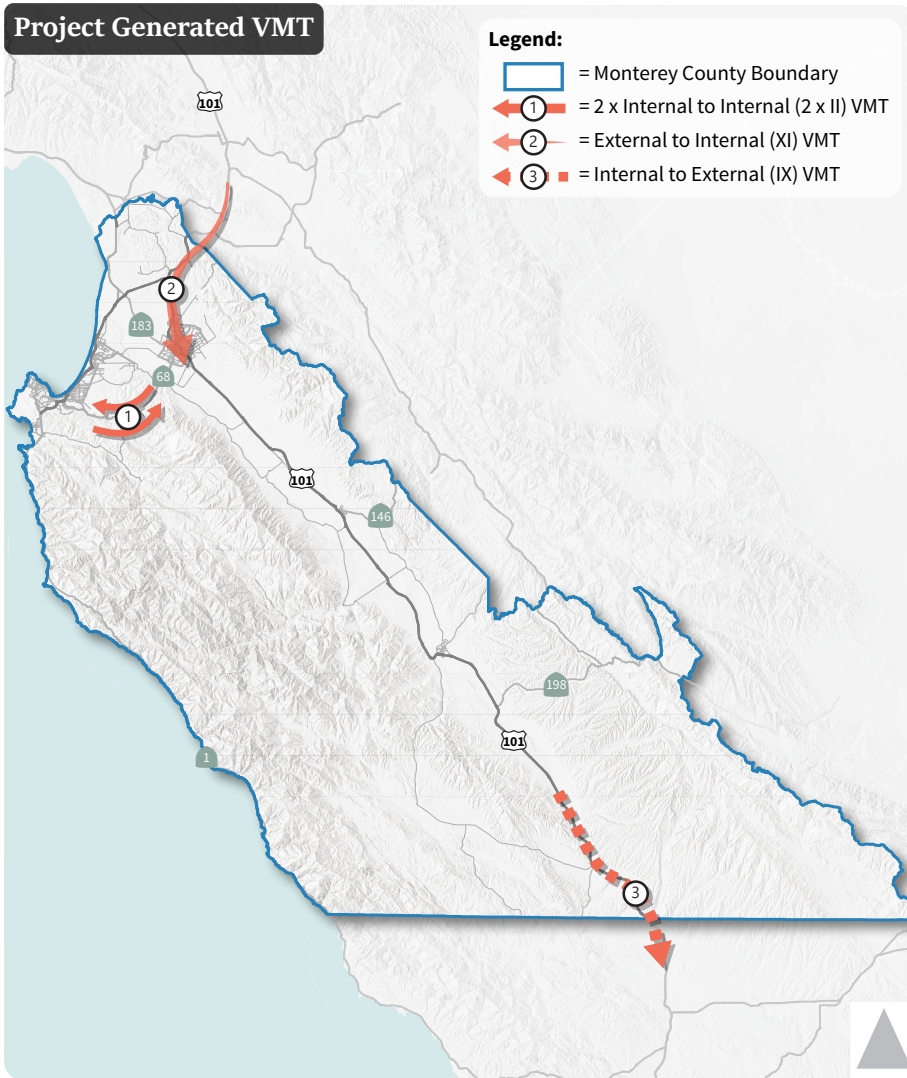 Project Generated VMT
Legend:
= Monterey County Boundary
1 = 2 x Internal to Internal (2 x II) VMT
2 = External to Internal (XI) VMT
3 = Internal to External (IX) VMT
101
2
183
68
1
101
146
198
101
1
3